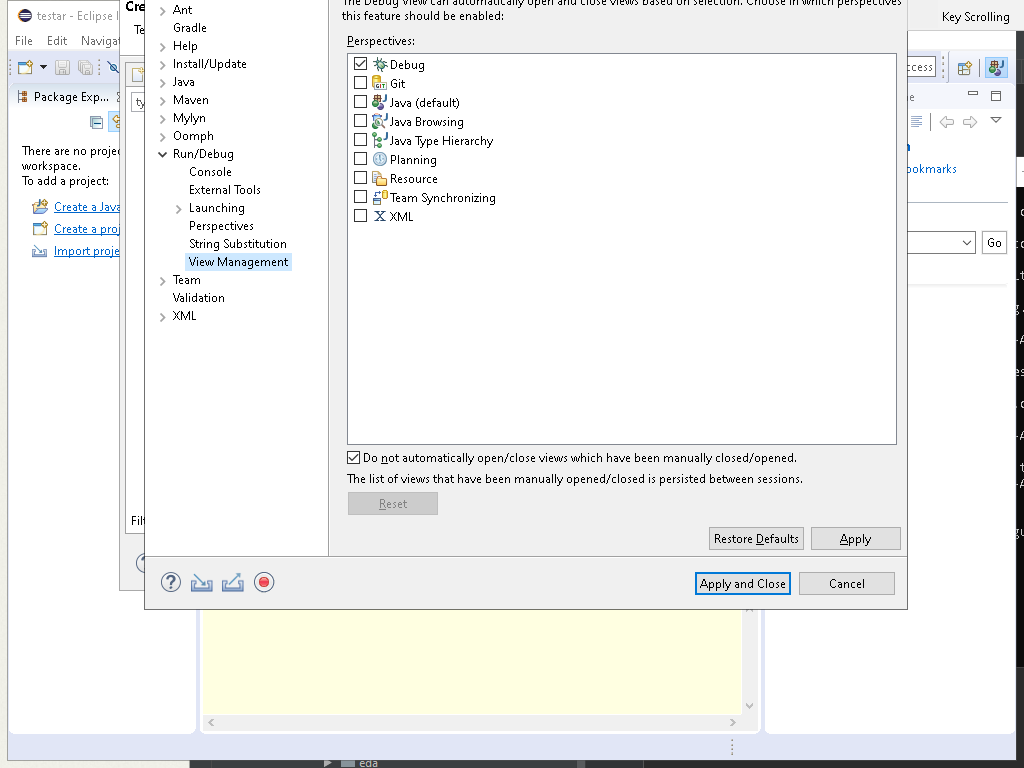 testar - Eclipse I
File Edit Navigat
Package Exp...
There are no proje
workspace.
To add a project:
Create a Java
Create a proj
Import proje
Cre
Te
ty
Filt
Ant
Gradle
Help
Install/Update
Java
Maven
Mylyn
Oomph
Run/Debug
Console
External Tools
Launching
Perspectives
String Substitution
View Management
Team
Validation
XML
The Debug View can automatically open and close views based on selection. Choose in which perspectives
this feature should be enabled:
Perspectives:
Debug
Git
Java (default)
Java Browsing
Java Type Hierarchy
Planning
Resource
Team Synchronizing
XML
Do not automatically open/close views which have been manually closed/opened.
The list of views that have been manually opened/closed is persisted between sessions.
Reset
Restore Defaults
Apply
Apply and Close
Cancel
Key Scrolling
cess
ookmarks
Go
eda